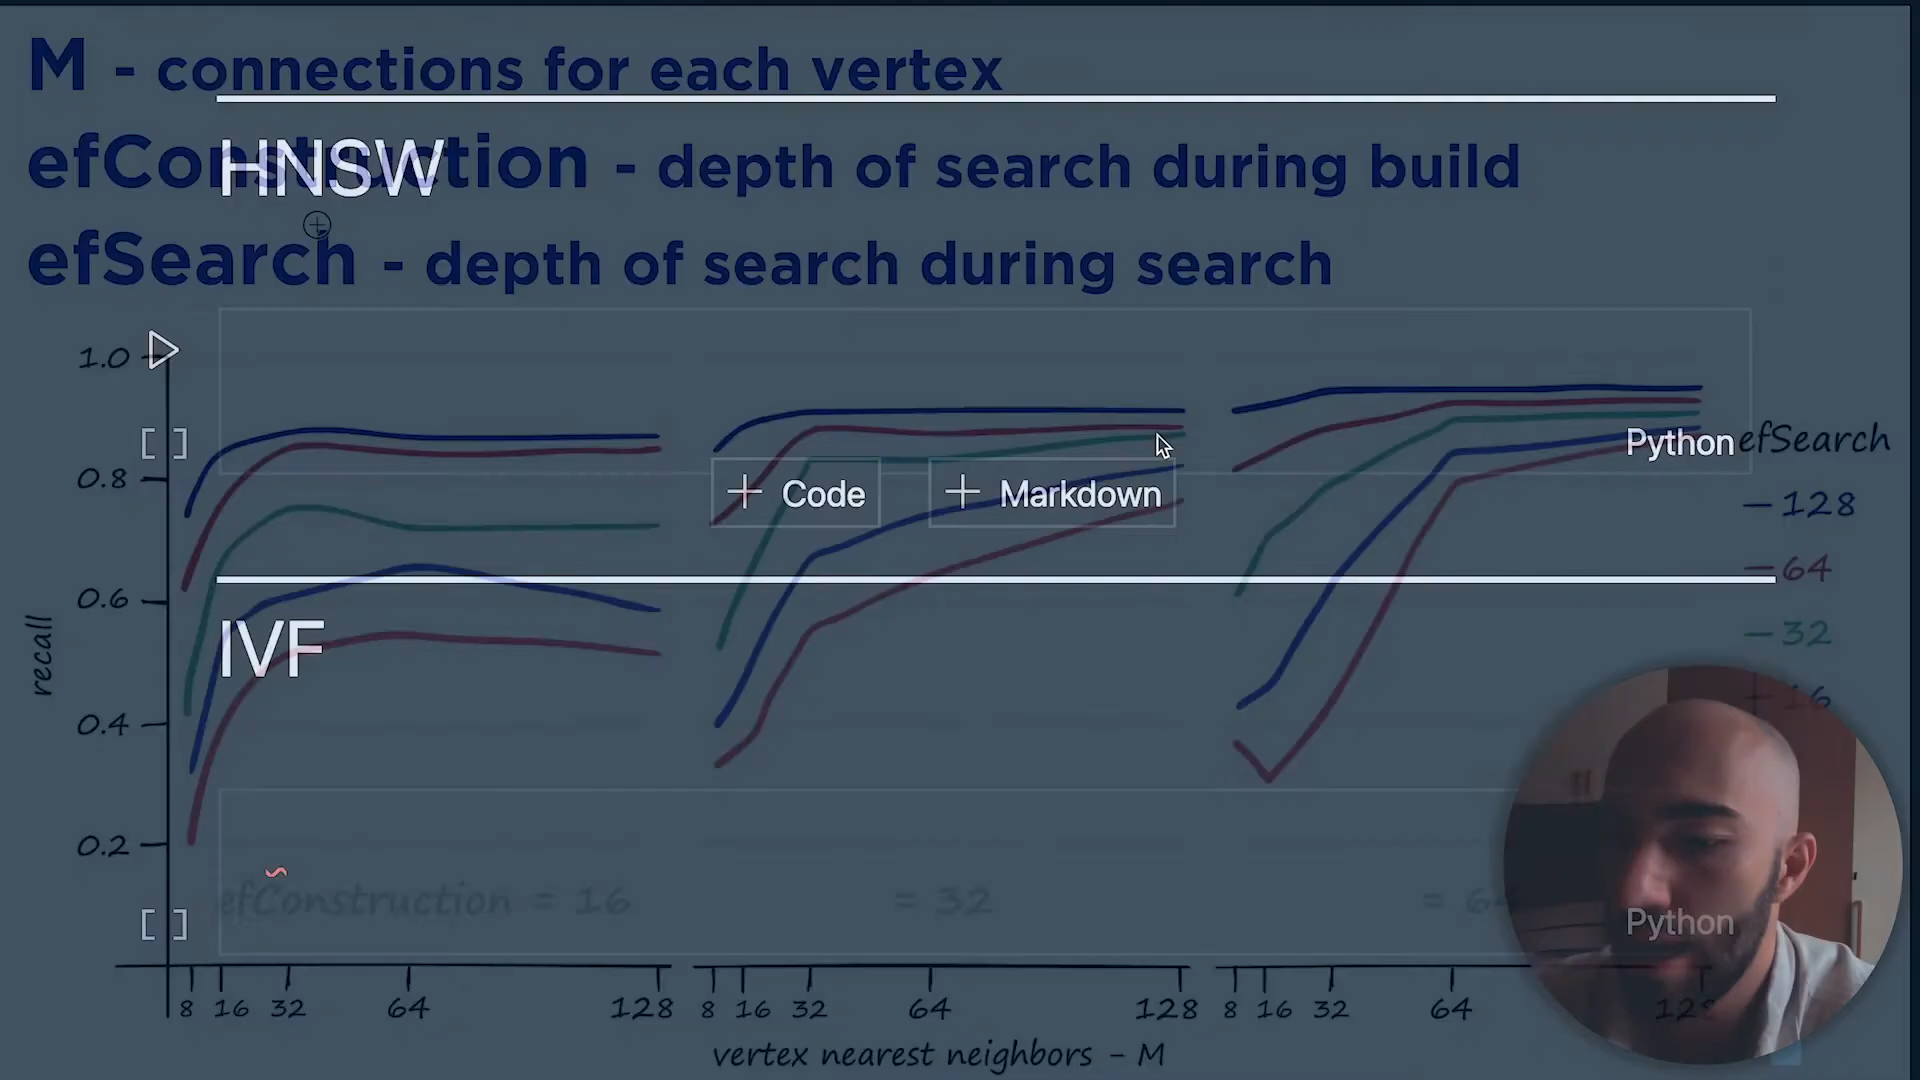 M - connections for each vertex
HNSW
efConstruction - depth of search during build
efSearch - depth of search during search
1.0
[ ]
Python
efSearch
0.8
+ Code
+ Markdown
128
64
0.6
IVF
32
recall
16
0.4
0.2
efConstruction = 16
= 32
= 64
[ ]
Python
8 16 32 64 128
8 16 32 64 128
8 16 32 64 128
vertex nearest neighbors - M